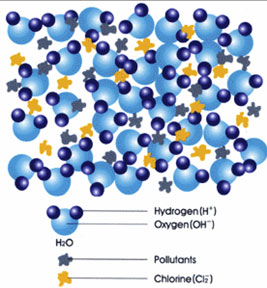 Hydrogen(H⁺)
Oxygen(OH⁻)
H₂O
Pollutants
Chlorine(Cl₂⁻)